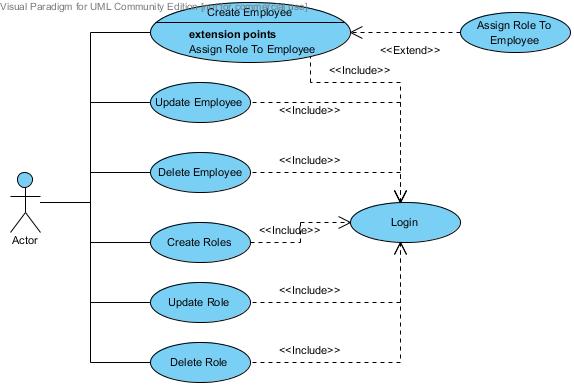 Visual Paradigm for UML Community Edition [not for commercial use]
Create Employee
extension points
Assign Role To Employee
Assign Role To
Employee
<<Extend>>
<<Include>>
Update Employee
<<Include>>
Delete Employee
<<Include>>
Actor
Create Roles
<<Include>>
Login
Update Role
<<Include>>
Delete Role
<<Include>>